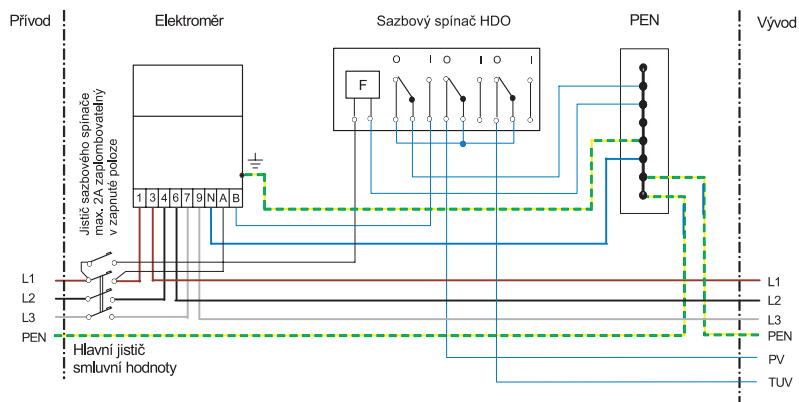 Přívod
Elektroměr
Sazbový spínač HDO
PEN
Vývod
O I O I O I
F
Jistič sazbového spínače
max. 2A zaplombovatelný
v zapnuté poloze
1 3 4 6 7 9 N A B
L1
L2
L3
PEN
L1
L2
L3
PEN
PV
TUV
Hlavní jistič
smluvní hodnoty